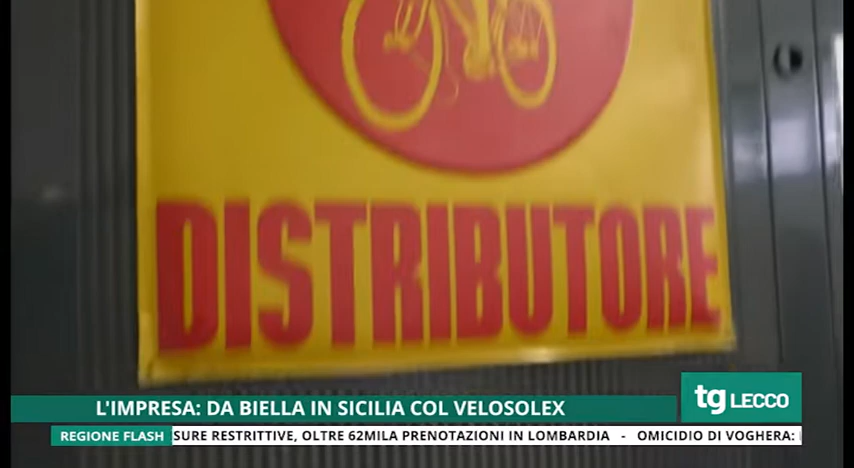 DISTRIBUTORE
L'IMPRESA: DA BIELLA IN SICILIA COL VELOSOLEX
tg LECCO
REGIONE FLASH SURE RESTRITTIVE, OLTRE 62MILA PRENOTAZIONI IN LOMBARDIA - OMICIDIO DI VOGHERA: